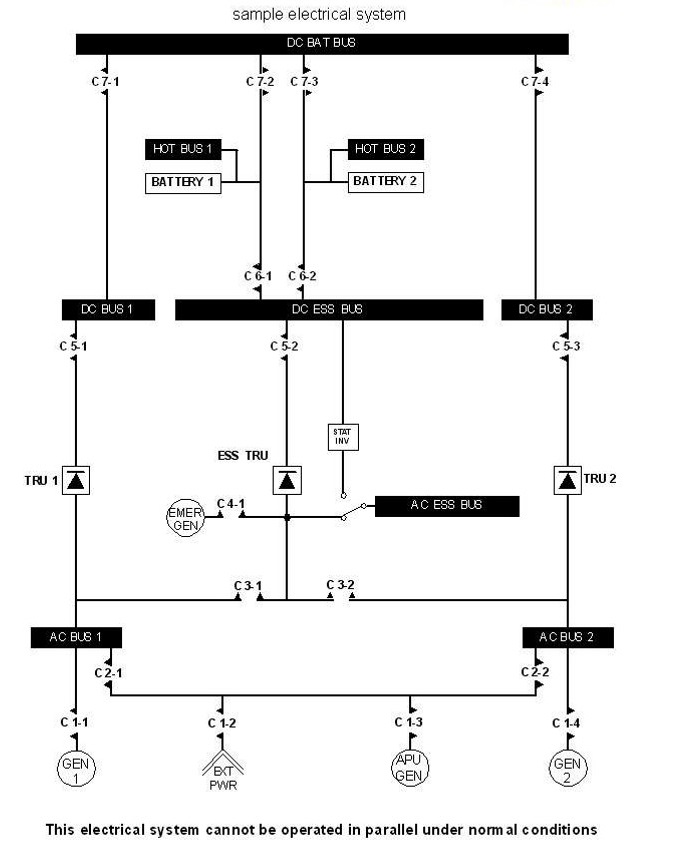 sample electrical system
DC BAT BUS
C 7-1
C 7-2
C 7-3
C 7-4
HOT BUS 1
HOT BUS 2
BATTERY 1
BATTERY 2
C 6-1
C 6-2
DC BUS 1
DC ESS BUS
DC BUS 2
C 5-1
C 5-2
C 5-3
STAT
INV
ESS TRU
TRU 1
TRU 2
C 4-1
AC ESS BUS
EMER
GEN
C 3-1
C 3-2
AC BUS 1
AC BUS 2
C 2-1
C 2-2
C 1-1
C 1-2
C 1-3
C 1-4
GEN
1
EXT
PWR
APU
GEN
GEN
2
This electrical system cannot be operated in parallel under normal conditions